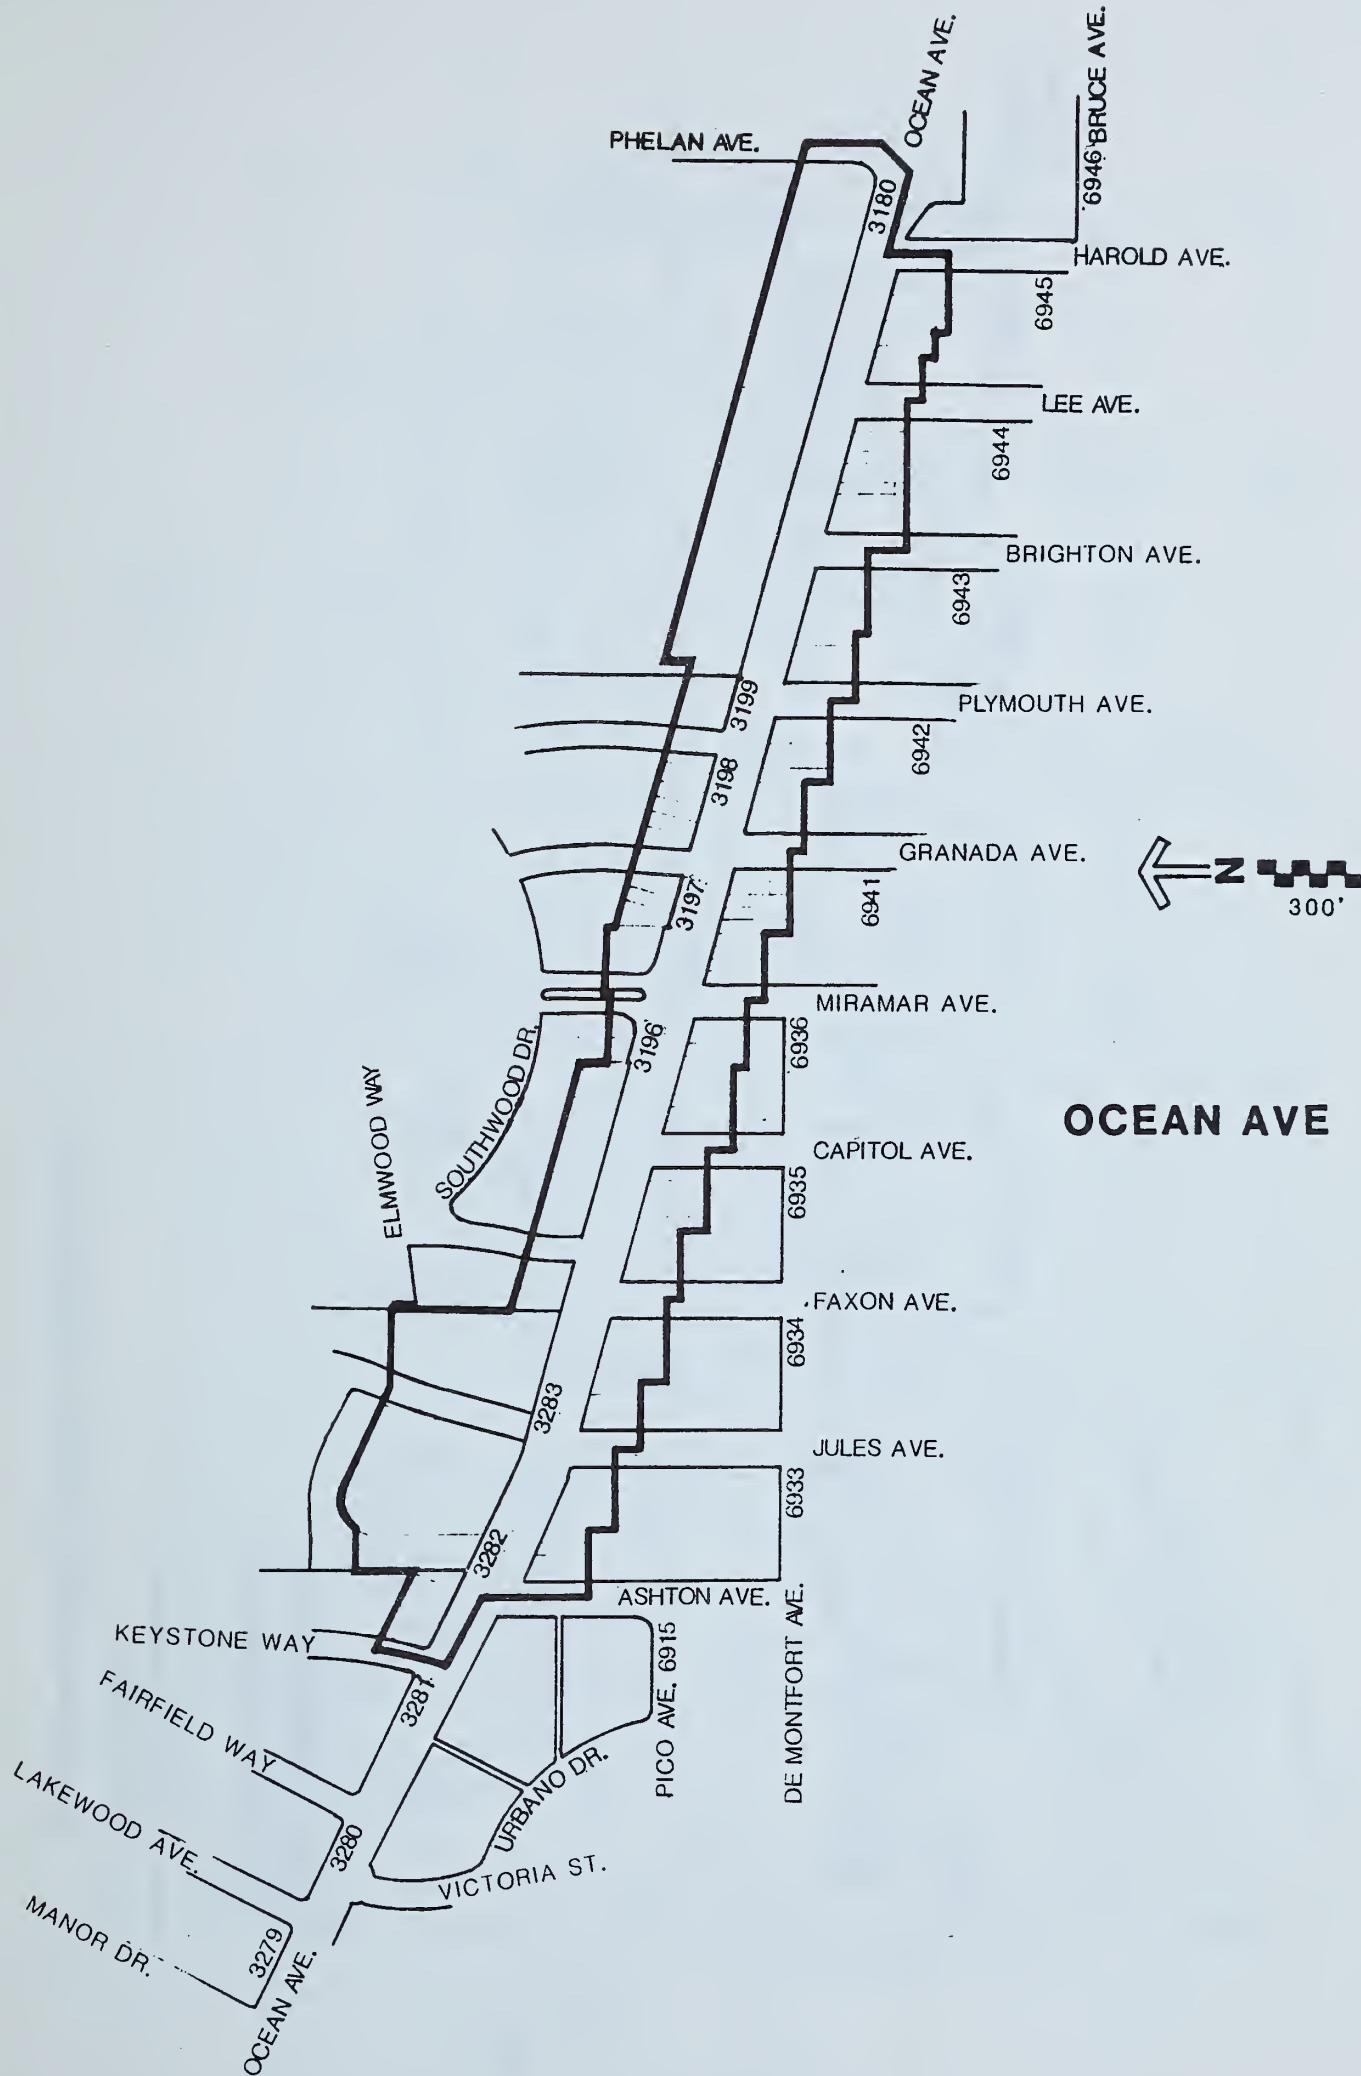 OCEAN AVE.
BRUCE AVE.
PHELAN AVE.
6946
3180
HAROLD AVE.
6945
LEE AVE.
6944
BRIGHTON AVE.
6943
3199
PLYMOUTH AVE.
6942
3198
GRANADA AVE.
6941
3197
N
300'
MIRAMAR AVE.
6936
3196
SOUTHWOOD DR.
ELMWOOD WAY
OCEAN AVE
CAPITOL AVE.
6935
FAXON AVE.
6934
3283
JULES AVE.
6933
3282
ASHTON AVE.
KEYSTONE WAY
PICO AVE. 6915
DE MONTFORT AVE.
3281
FAIRFIELD WAY
URBANO DR.
LAKEWOOD AVE.
3280
VICTORIA ST.
MANOR DR.
3279
OCEAN AVE.